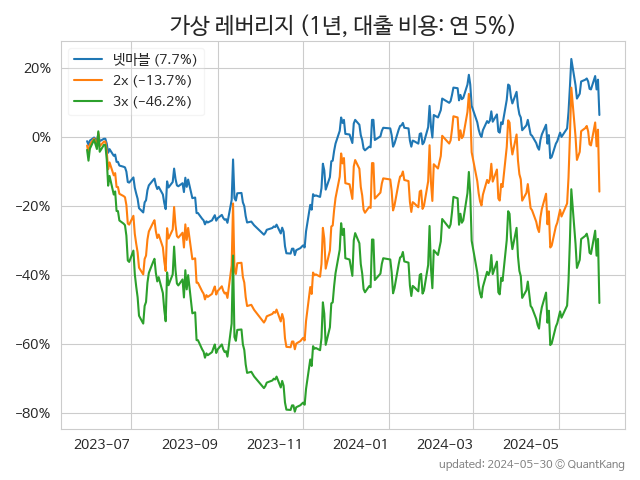 가상 레버리지 (1년, 대출 비용: 연 5%)
넷마블 (7.7%)
2x (−13.7%)
3x (−46.2%)
20%
0%
−20%
−40%
−60%
−80%
2023−07 2023−09 2023−11 2024−01 2024−03 2024−05
updated: 2024-05-30 © QuantKang